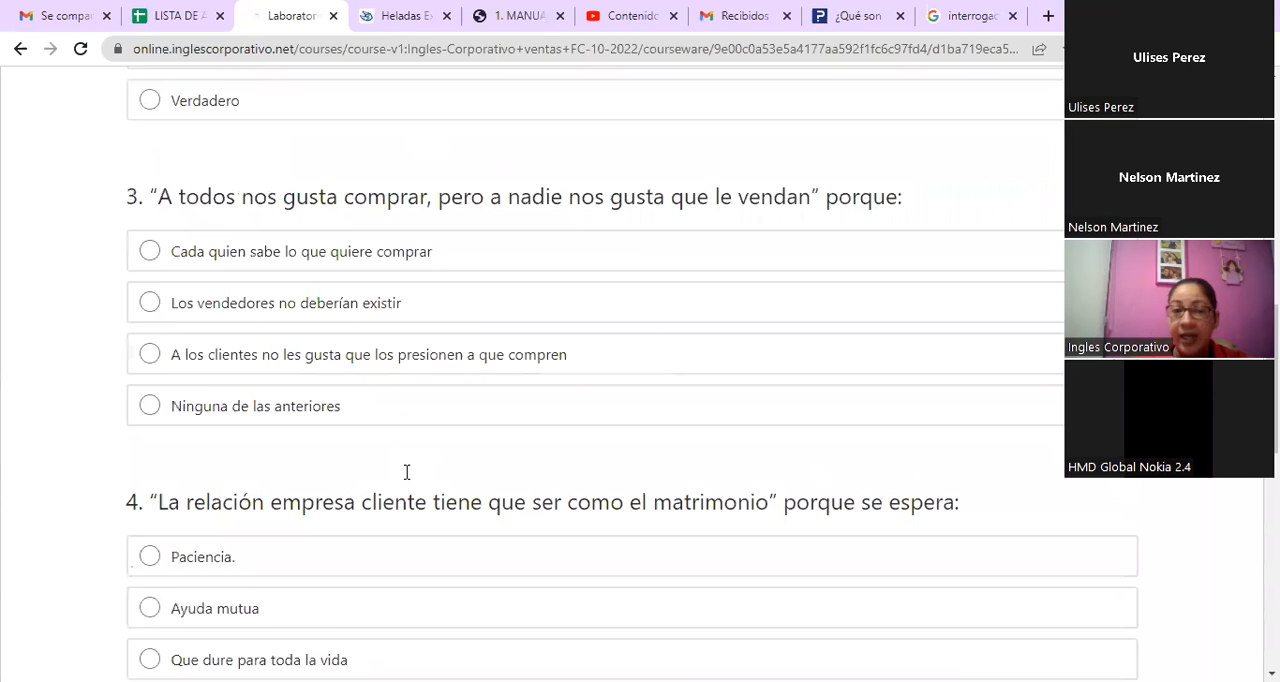 Se compar
LISTA DE A
Laborator
Heladas Ex
1. MANUA
Contenido
Recibidos
¿Qué son
interrogac
online.inglescorporativo.net/courses/course-v1:Ingles-Corporativo+ventas+FC-10-2022/courseware/9e00c0a53e5a4177aa592f1fc6c97fd4/d1ba719eca5...
Verdadero
3. “A todos nos gusta comprar, pero a nadie nos gusta que le vendan” porque:
Cada quien sabe lo que quiere comprar
Los vendedores no deberían existir
A los clientes no les gusta que los presionen a que compren
Ninguna de las anteriores
4. “La relación empresa cliente tiene que ser como el matrimonio” porque se espera:
Paciencia.
Ayuda mutua
Que dure para toda la vida
Ulises Perez
Ulises Perez
Nelson Martinez
Nelson Martinez
Ingles Corporativo
HMD Global Nokia 2.4